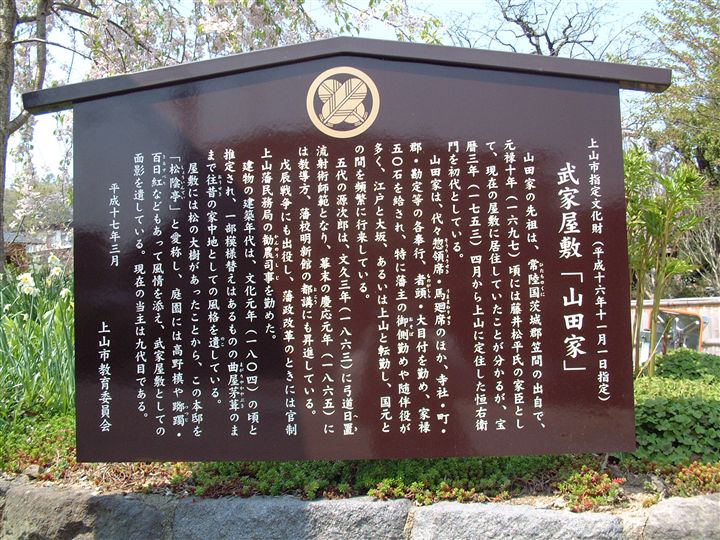 上山市指定文化財（平成十六年十一月一日指定）
武家屋敷「山田家」
山田家の先祖は、常陸国茨城郡笠間の出自で、
元禄十年（一六九七）頃には藤井松平氏の家臣とし
て、現在の屋敷に居住していたことが分かるが、宝
暦三年（一七五三）四月から上山に定住した恒右衛
門を初代としている。
山田家は、代々惣領席・馬廻席のほか、寺社・町・
郡・勘定等の各奉行、者頭・大目付を勤め、家禄
五〇石を給され、特に藩主の御側勤めや随伴役が
多く、江戸と大坂、あるいは上山と転勤し、国元と
の間を頻繁に行来している。
五代の源次郎は、文久三年（一八六三）に弓道日置
流射術師範となり、幕末の慶応元年（一八六五）に
は教導方、藩校明新館の都講にも昇進している。
戊辰戦争にも出役し、藩政改革のときには官制
上山藩民務局の勧農司事を勤めた。
建物の建築年代は、文化元年（一八〇四）の頃と
推定され、一部模様替えはあるものの曲屋茅葺のま
まで往昔の家中地としての風格を遺している。
屋敷には松の大樹があったことから、この本邸を
「松陰亭」と愛称し、庭園には高野槙や躑躅・
百日紅などもあって風情を添え、武家屋敷としての
面影を遺している。現在の当主は九代目である。
平成十七年三月
上山市教育委員会